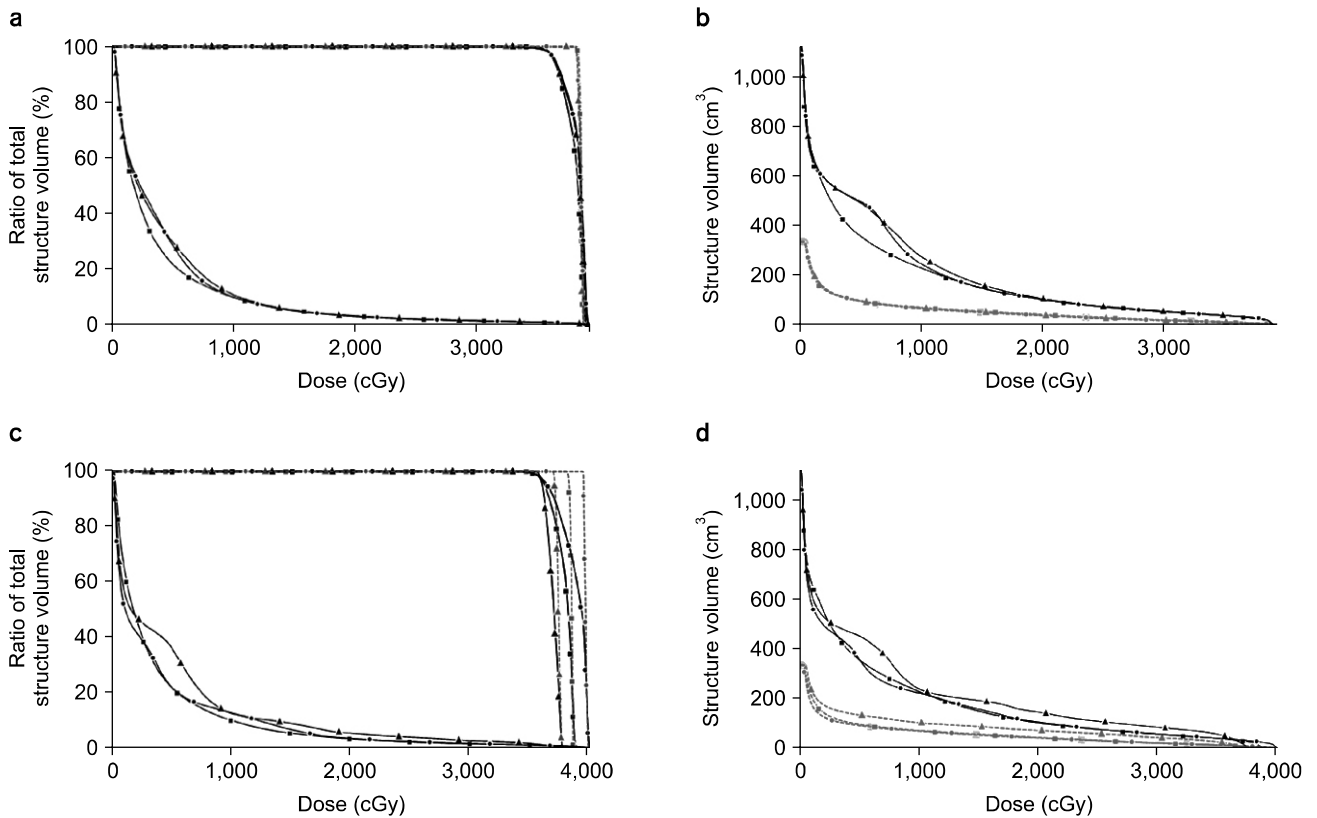 a
100
80
60
40
20
0
Ratio of total
structure volume (%)
0 1,000 2,000 3,000
Dose (cGy)
b
1,000
800
600
400
200
0
Structure volume (cm³)
0 1,000 2,000 3,000
Dose (cGy)
c
100
80
60
40
20
0
Ratio of total
structure volume (%)
0 1,000 2,000 3,000 4,000
Dose (cGy)
d
1,000
800
600
400
200
0
Structure volume (cm³)
0 1,000 2,000 3,000 4,000
Dose (cGy)